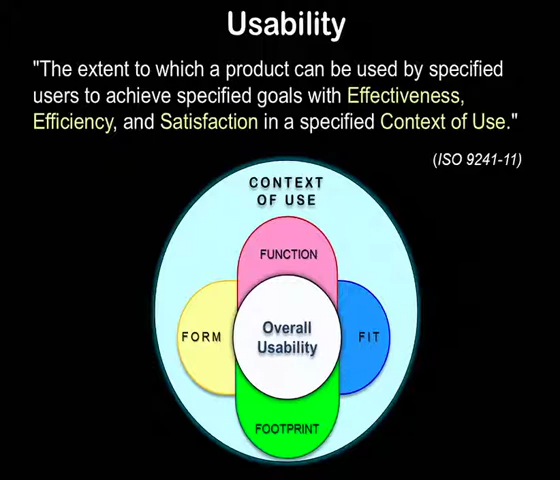 Usability
"The extent to which a product can be used by specified
users to achieve specified goals with Effectiveness,
Efficiency, and Satisfaction in a specified Context of Use."
(ISO 9241-11)
CONTEXT
OF USE
FUNCTION
FORM
Overall
Usability
FIT
FOOTPRINT